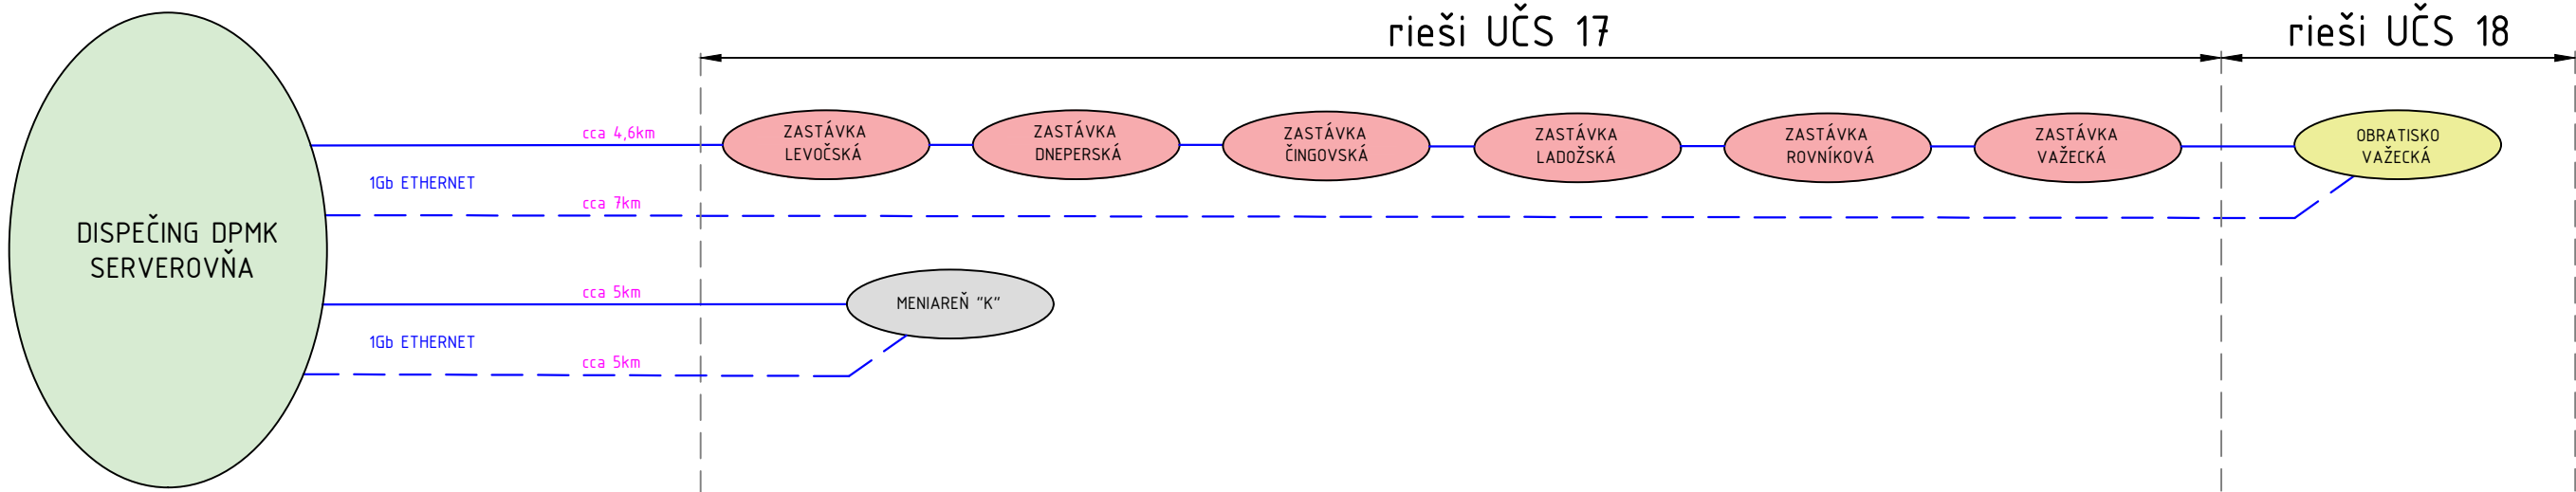 rieši UČS 17
rieši UČS 18
cca 4,6km
ZASTÁVKA
LEVOČSKÁ
ZASTÁVKA
DNEPERSKÁ
ZASTÁVKA
ČINGOVSKÁ
ZASTÁVKA
LADOŽSKÁ
ZASTÁVKA
ROVNÍKOVÁ
ZASTÁVKA
VAŽECKÁ
OBRATISKO
VAŽECKÁ
1Gb ETHERNET
cca 7km
DISPEČING DPMK
SERVEROVŇA
cca 5km
MENIAREŇ "K"
1Gb ETHERNET
cca 5km